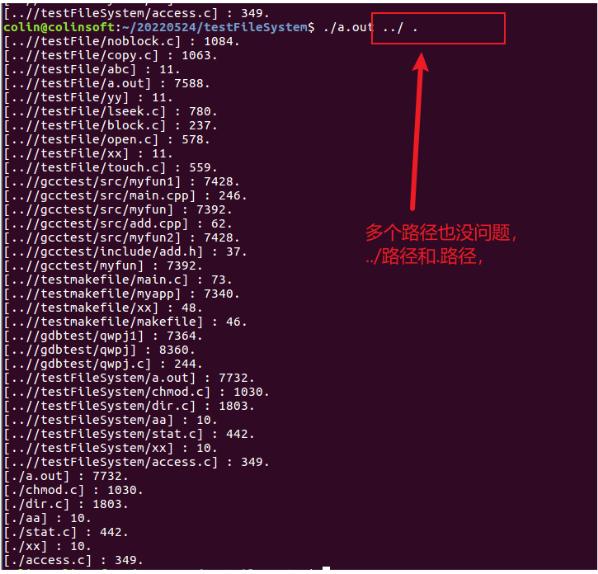 [..//testFileSystem/access.c] : 349.
colin@colinsoft:~/20220524/testFileSystem$ ./a.out ../ .
[..//testFile/noblock.c] : 1084.
[..//testFile/copy.c] : 1063.
[..//testFile/abc] : 11.
[..//testFile/a.out] : 7588.
[..//testFile/yy] : 11.
[..//testFile/lseek.c] : 780.
[..//testFile/block.c] : 237.
[..//testFile/open.c] : 578.
[..//testFile/xx] : 11.
[..//testFile/touch.c] : 559.
[..//gcctest/src/myfun1] : 7428.
[..//gcctest/src/main.cpp] : 246.
[..//gcctest/src/myfun] : 7392.
[..//gcctest/src/add.cpp] : 62.
[..//gcctest/src/myfun2] : 7428.
[..//gcctest/include/add.h] : 37.
[..//gcctest/myfun] : 7392.
[..//testmakefile/main.c] : 73.
[..//testmakefile/myapp] : 7340.
[..//testmakefile/xx] : 48.
[..//testmakefile/makefile] : 46.
[..//gdbtest/qwpj1] : 7364.
[..//gdbtest/qwpj] : 8360.
[..//gdbtest/qwpj.c] : 244.
[..//testFileSystem/a.out] : 7732.
[..//testFileSystem/chmod.c] : 1030.
[..//testFileSystem/dir.c] : 1803.
[..//testFileSystem/aa] : 10.
[..//testFileSystem/stat.c] : 442.
[..//testFileSystem/xx] : 10.
[..//testFileSystem/access.c] : 349.
[./a.out] : 7732.
[./chmod.c] : 1030.
[./dir.c] : 1803.
[./aa] : 10.
[./stat.c] : 442.
[./xx] : 10.
[./access.c] : 349.
多个路径也没问题，
../路径和.路径，